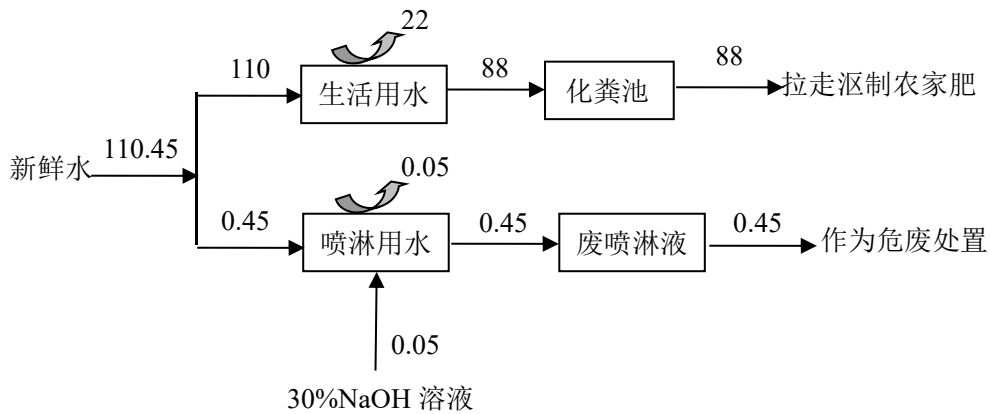 22
110
生活用水
88
化粪池
88
拉走沤制农家肥
新鲜水
110.45
0.05
0.45
喷淋用水
0.45
废喷淋液
0.45
作为危废处置
0.05
30%NaOH 溶液